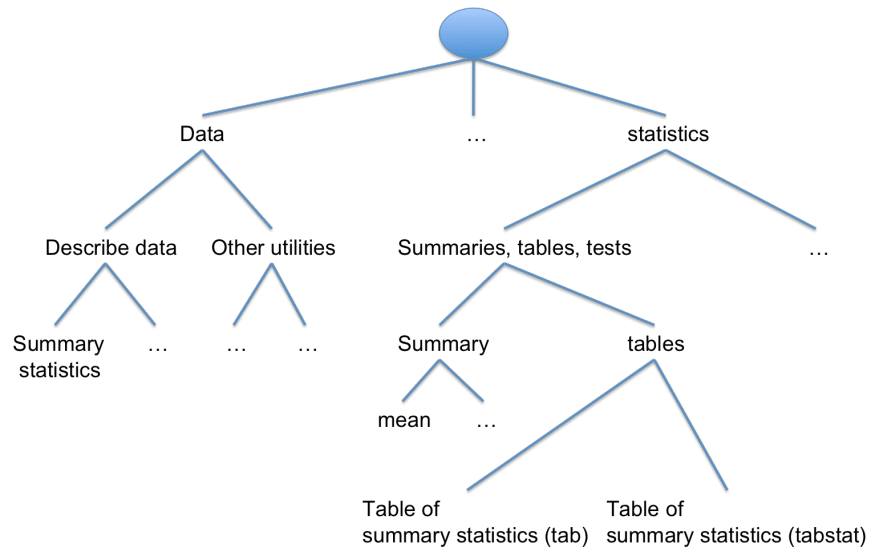 Data
…
statistics
Describe data
Other utilities
Summaries, tables, tests
…
Summary
statistics
…
…
…
Summary
tables
mean
…
Table of
summary statistics (tab)
Table of
summary statistics (tabstat)